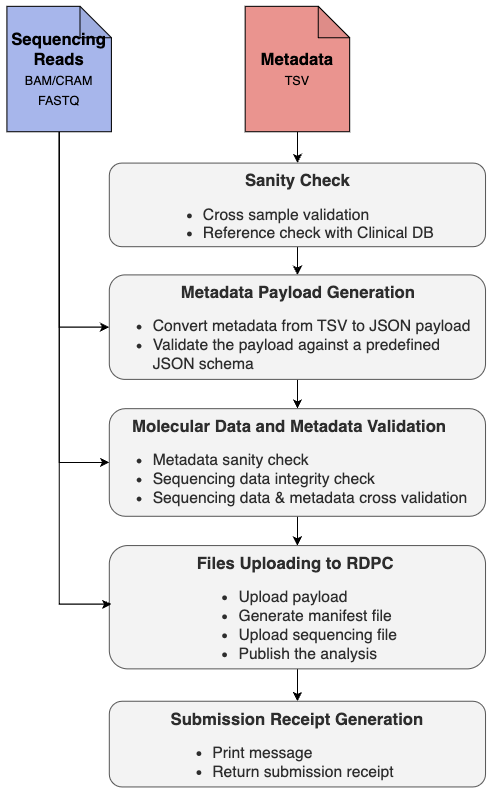 Sequencing
Reads
BAM/CRAM
FASTQ
Metadata
TSV
Sanity Check
• Cross sample validation
• Reference check with Clinical DB
Metadata Payload Generation
• Convert metadata from TSV to JSON payload
• Validate the payload against a predefined
JSON schema
Molecular Data and Metadata Validation
• Metadata sanity check
• Sequencing data integrity check
• Sequencing data & metadata cross validation
Files Uploading to RDPC
• Upload payload
• Generate manifest file
• Upload sequencing file
• Publish the analysis
Submission Receipt Generation
• Print message
• Return submission receipt